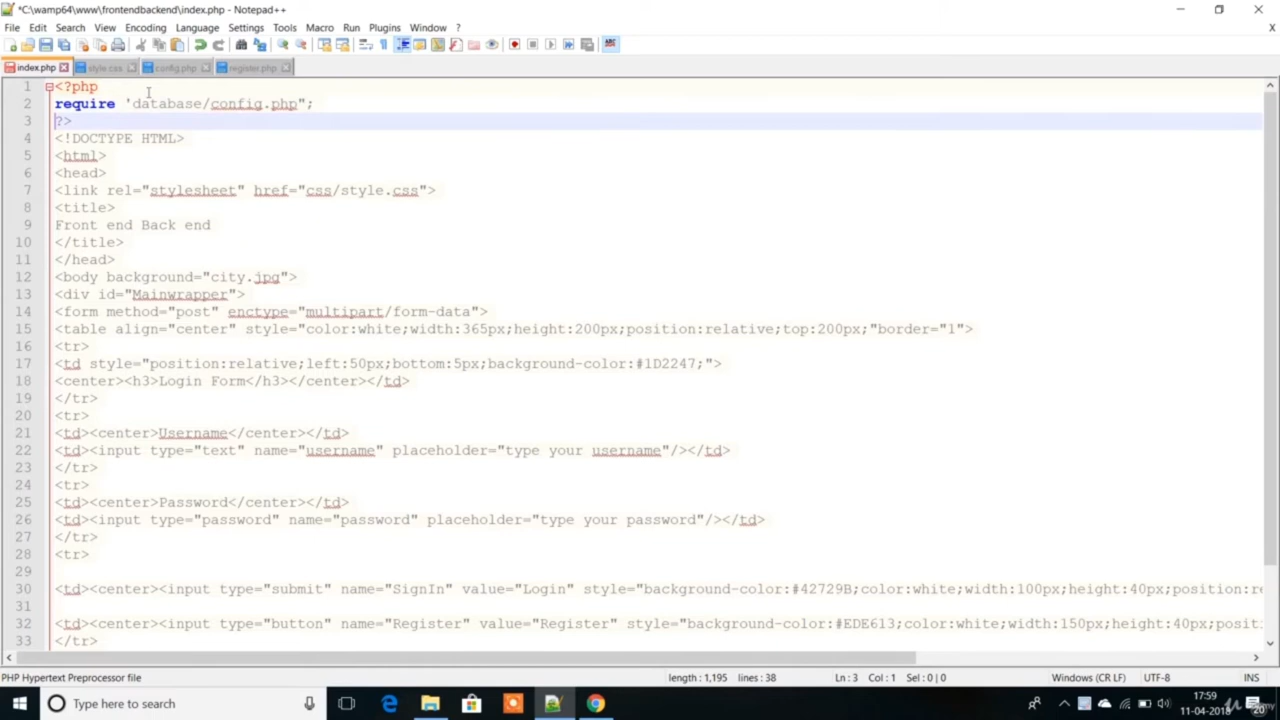 *C:\wamp64\www\frontendbackend\index.php - Notepad++
File Edit Search View Encoding Language Settings Tools Macro Run Plugins Window ?
X
index.php style.css config.php register.php
1 <?php
2 require 'database/config.php";
3 ?>
4 <!DOCTYPE HTML>
5 <html>
6 <head>
7 <link rel="stylesheet" href="css/style.css">
8 <title>
9 Front end Back end
10 </title>
11 </head>
12 <body background="city.jpg">
13 <div id="Mainwrapper">
14 <form method="post" enctype="multipart/form-data">
15 <table align="center" style="color:white;width:365px;height:200px;position:relative;top:200px;"border="1">
16 <tr>
17 <td style="position:relative;left:50px;bottom:5px;background-color:#1D2247;">
18 <center><h3>Login Form</h3></center></td>
19 </tr>
20 <tr>
21 <td><center>Username</center></td>
22 <td><input type="text" name="username" placeholder="type your username"/></td>
23 </tr>
24 <tr>
25 <td><center>Password</center></td>
26 <td><input type="password" name="password" placeholder="type your password"/></td>
27 </tr>
28 <tr>
29
30 <td><center><input type="submit" name="SignIn" value="Login" style="background-color:#42729B;color:white;width:100px;height:40px;position:re
31
32 <td><center><input type="button" name="Register" value="Register" style="background-color:#EDE613;color:white;width:150px;height:40px;posit
33 </tr>
PHP Hypertext Preprocessor file length : 1,195 lines : 38 Ln : 3 Col : 1 Sel : 0 | 0 Windows (CR LF) UTF-8 INS
Type here to search
17:59
11-04-2018
20